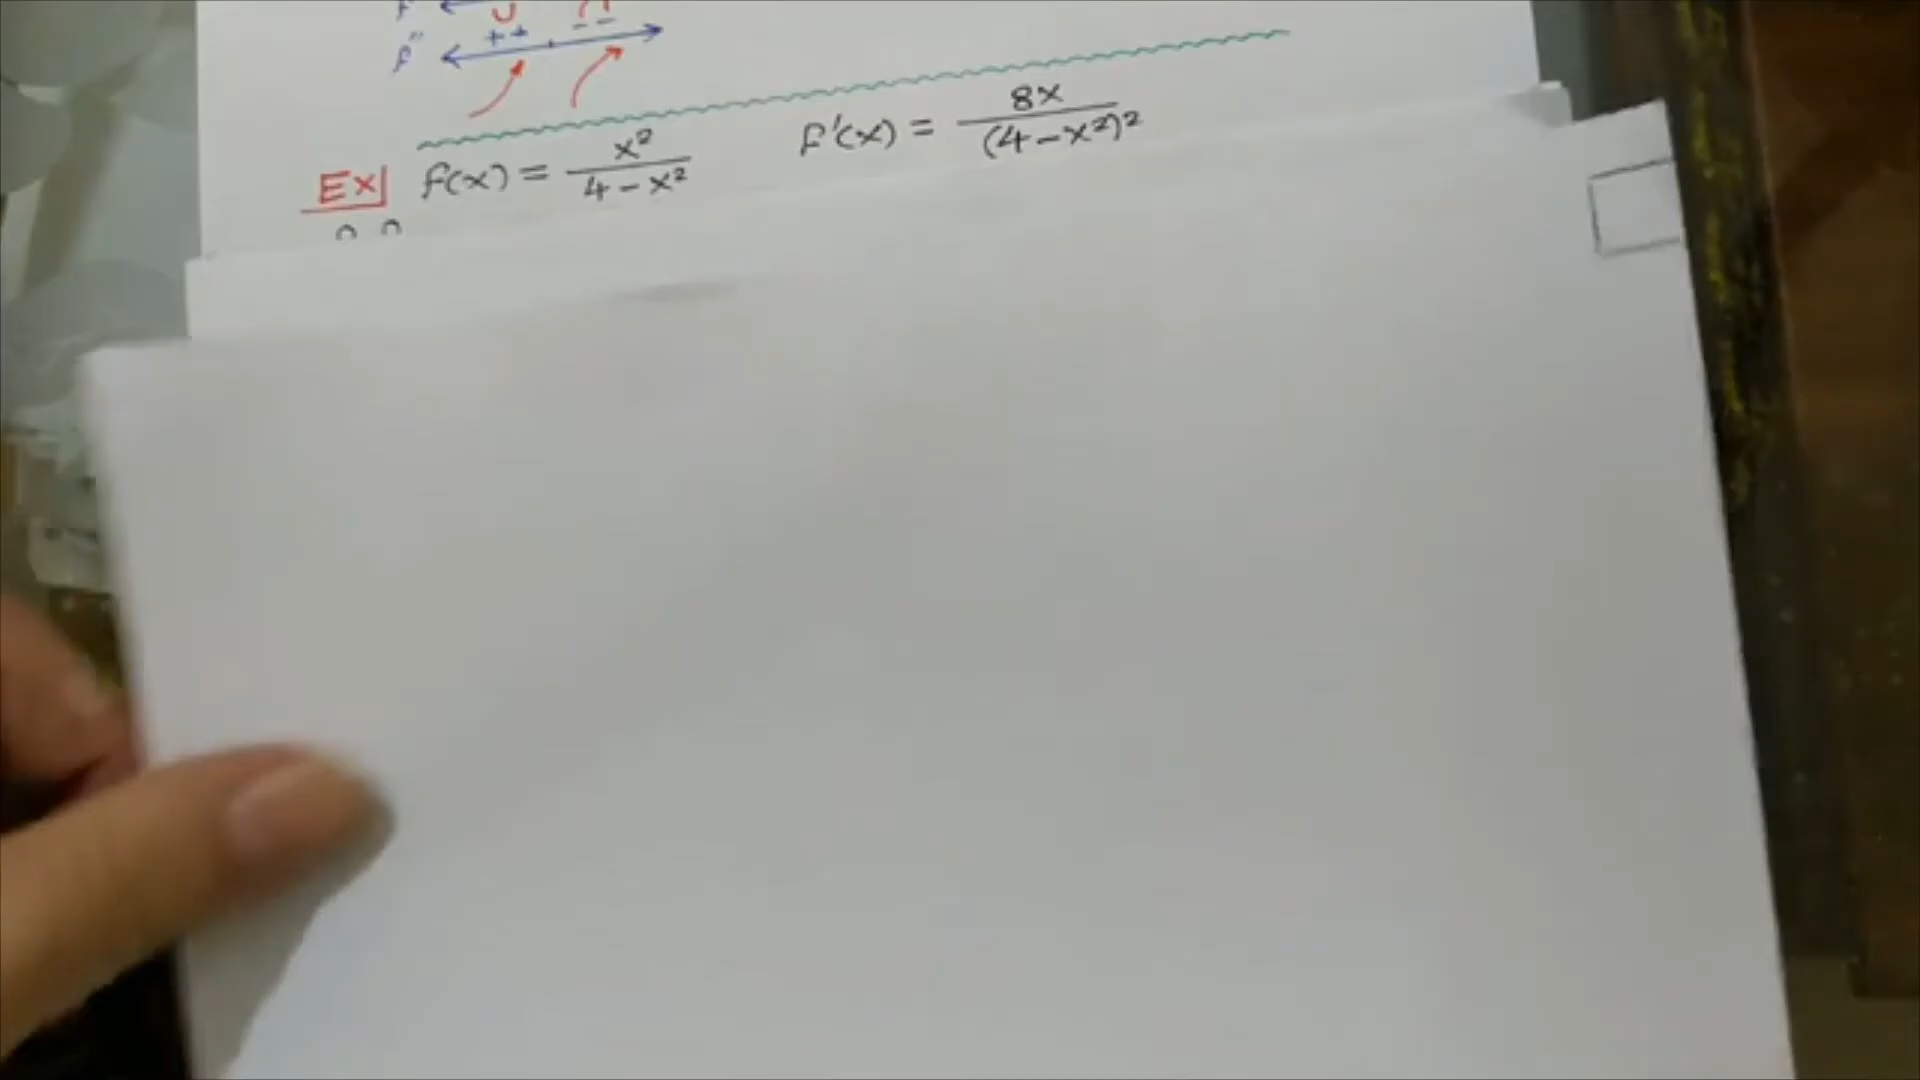 f'' ++ --
Ex f(x) = x²/(4-x²) f'(x) = 8x/(4-x²)²